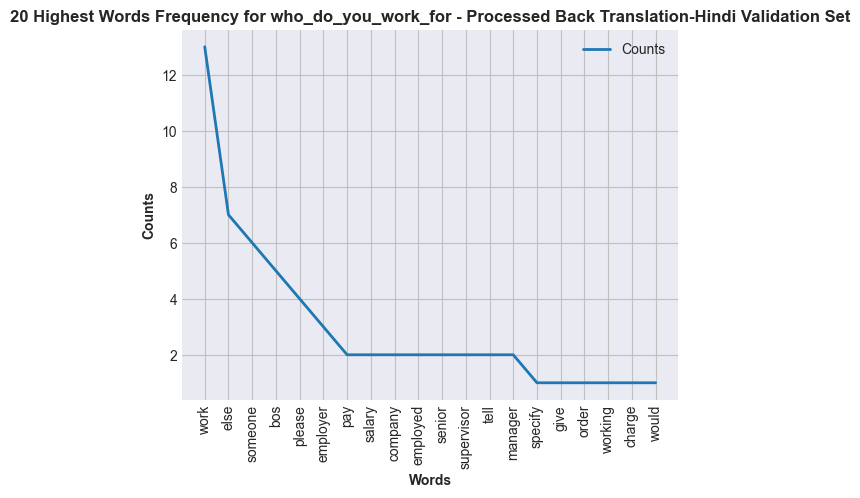 20 Highest Words Frequency for who_do_you_work_for - Processed Back Translation-Hindi Validation Set
Counts
12
10
8
6
4
2
Counts
work
else
someone
bos
please
employer
pay
salary
company
employed
senior
supervisor
tell
manager
specify
give
order
working
charge
would
Words